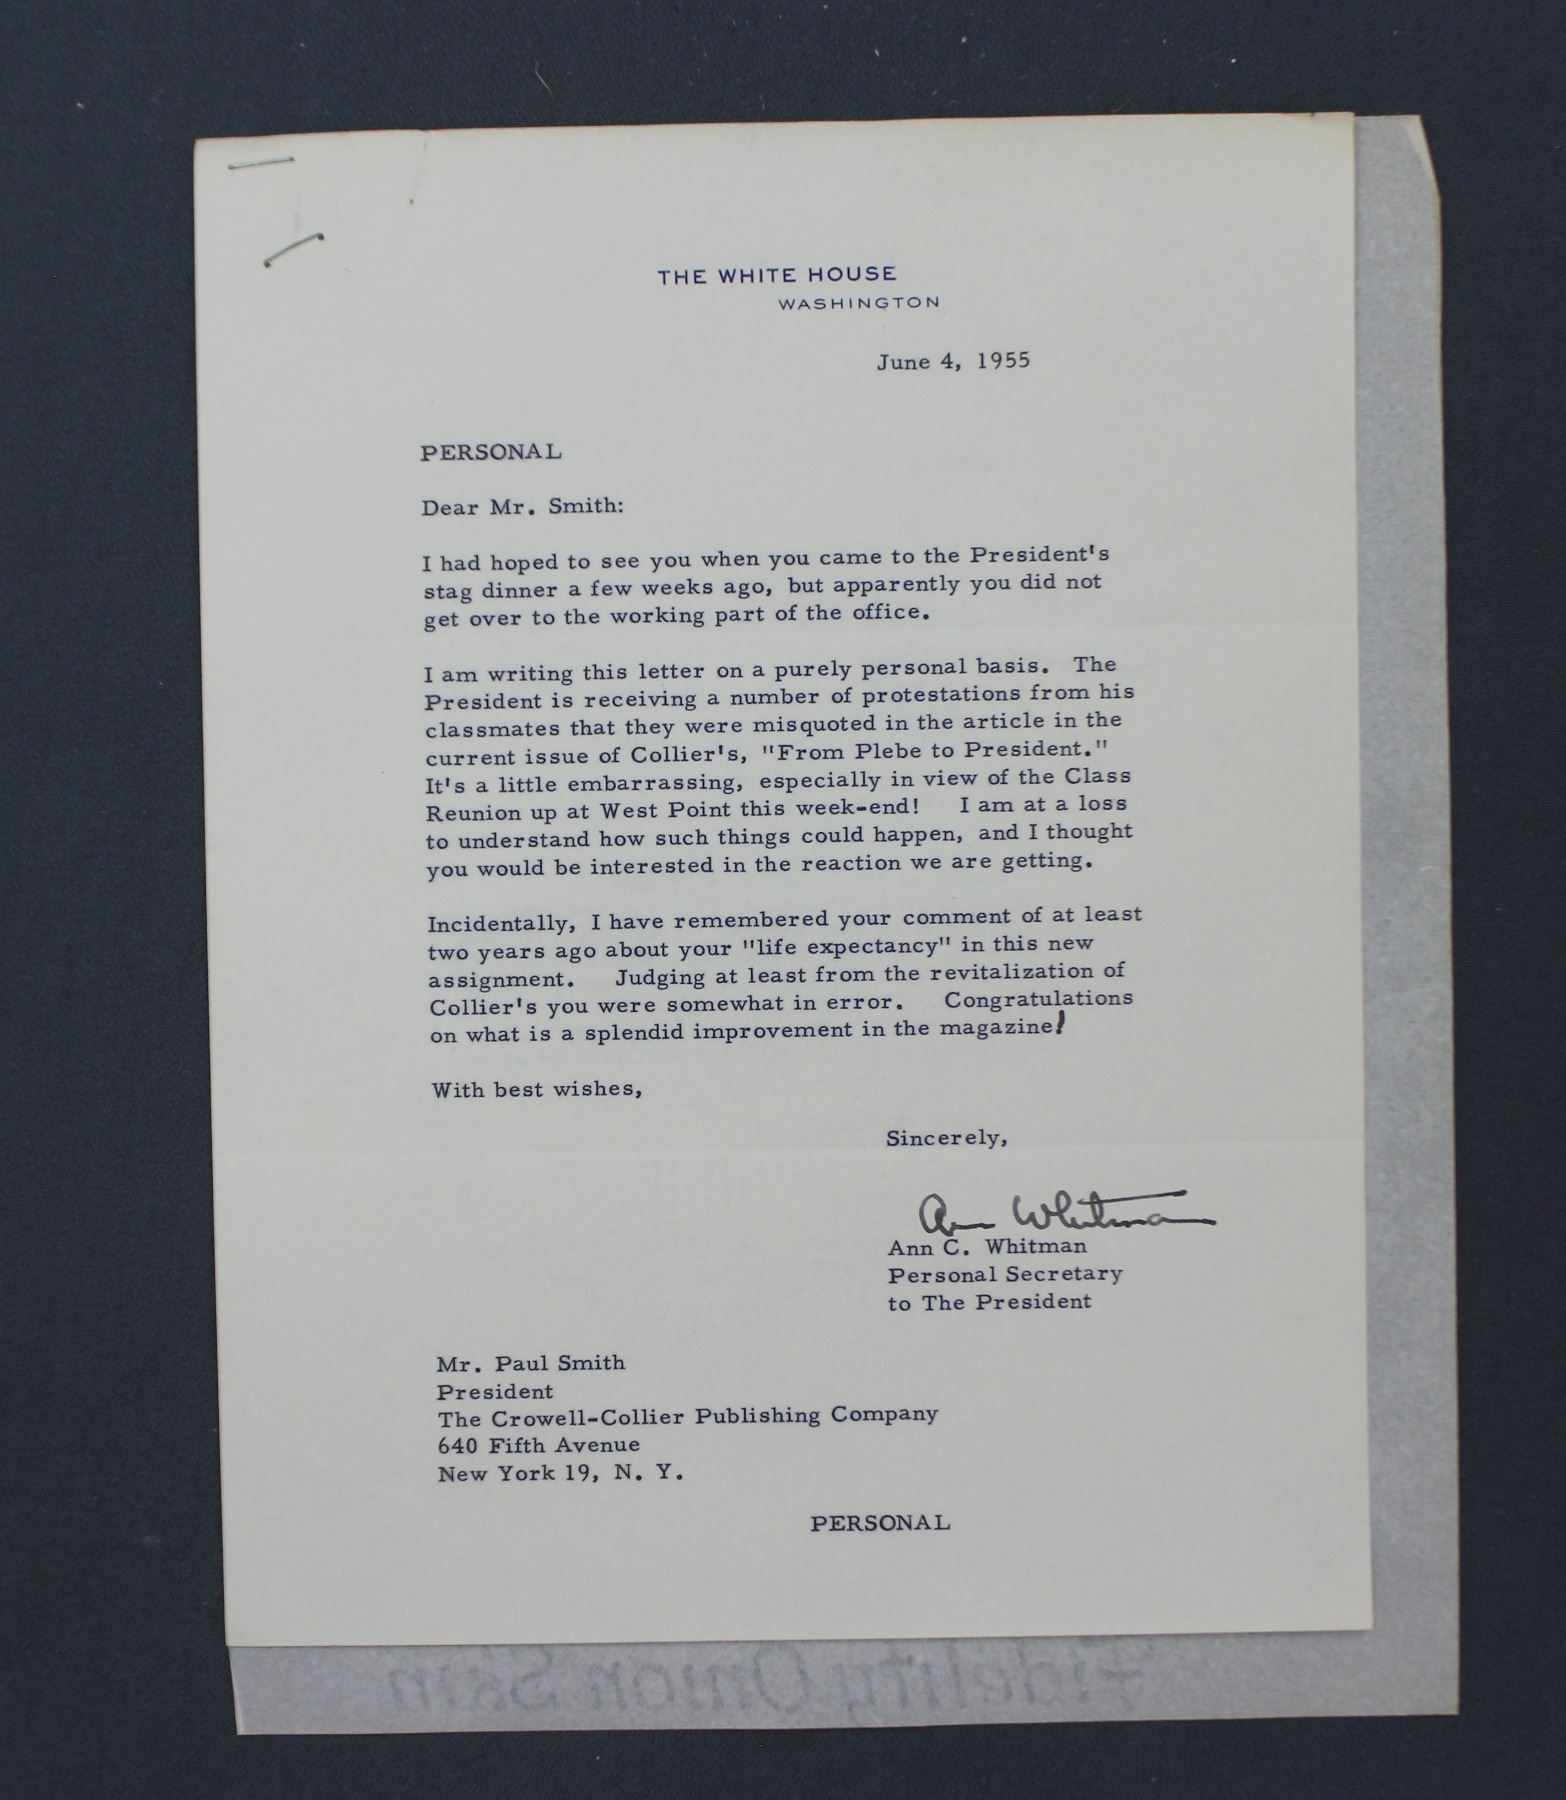 THE WHITE HOUSE
WASHINGTON
June 4, 1955
PERSONAL
Dear Mr. Smith:
I had hoped to see you when you came to the President's
stag dinner a few weeks ago, but apparently you did not
get over to the working part of the office.
I am writing this letter on a purely personal basis. The
President is receiving a number of protestations from his
classmates that they were misquoted in the article in the
current issue of Collier's, "From Plebe to President."
It's a little embarrassing, especially in view of the Class
Reunion up at West Point this week-end! I am at a loss
to understand how such things could happen, and I thought
you would be interested in the reaction we are getting.
Incidentally, I have remembered your comment of at least
two years ago about your "life expectancy" in this new
assignment. Judging at least from the revitalization of
Collier's you were somewhat in error. Congratulations
on what is a splendid improvement in the magazine!
With best wishes,
Sincerely,
Ann Whitman
Ann C. Whitman
Personal Secretary
to The President
Mr. Paul Smith
President
The Crowell-Collier Publishing Company
640 Fifth Avenue
New York 19, N. Y.
PERSONAL
Fidelity Onion Skin